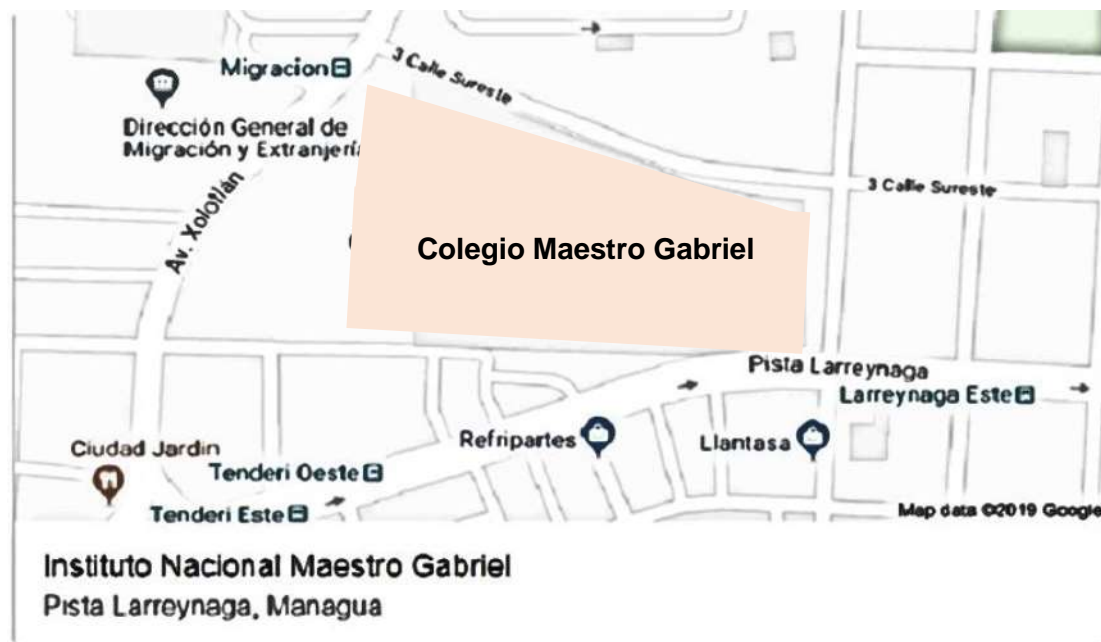 Migracion
3 Calle Sureste
Dirección General de
Migración y Extranjerí
Av. Xolotlán
3 Calle Sureste
Colegio Maestro Gabriel
Pista Larreynaga
Larreynaga Este
Refripartes
Llantasa
Ciudad Jardin
Tenderi Oeste
Tenderi Este
Map data ©2019 Google
Instituto Nacional Maestro Gabriel
Pista Larreynaga, Managua